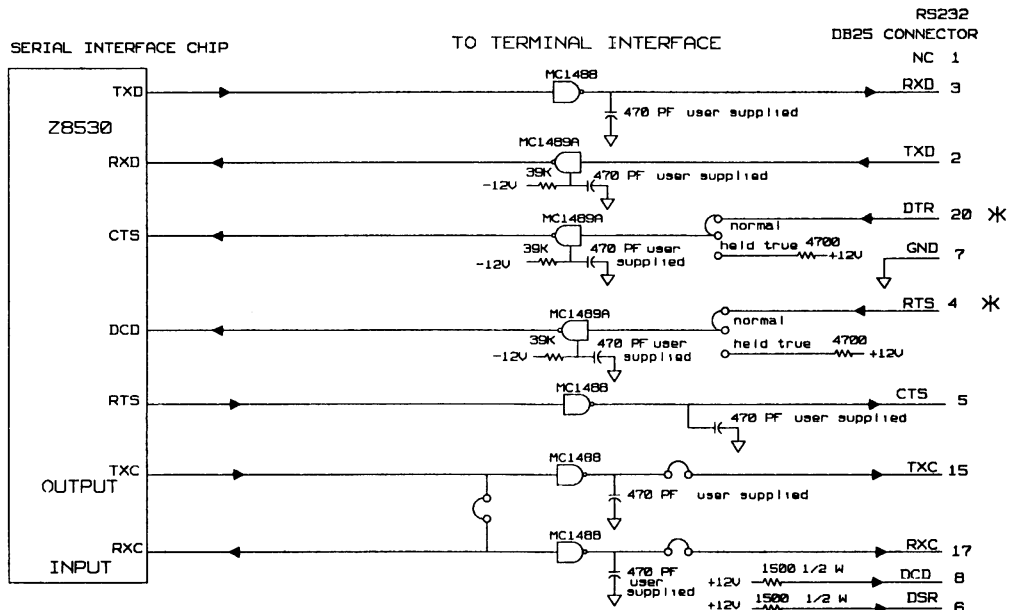 RS232
SERIAL INTERFACE CHIP TO TERMINAL INTERFACE DB25 CONNECTOR
NC 1
TXD MC1488 RXD 3
470 PF user supplied
Z8530
RXD MC1489A TXD 2
39K
-12V 470 PF user supplied
CTS MC1489A normal DTR 20 Ж
39K 470 PF user supplied
-12V
held true 4700 +12V
GND 7
DCD MC1489A normal RTS 4 Ж
39K 470 PF user supplied
-12V
held true 4700 +12V
RTS MC1488 CTS 5
470 PF user supplied
TXC MC1488 TXC 15
OUTPUT
470 PF user supplied
RXC MC1488 RXC 17
INPUT
470 PF user supplied
+12V 1500 1/2 W DCD 8
+12V 1500 1/2 W DSR 6